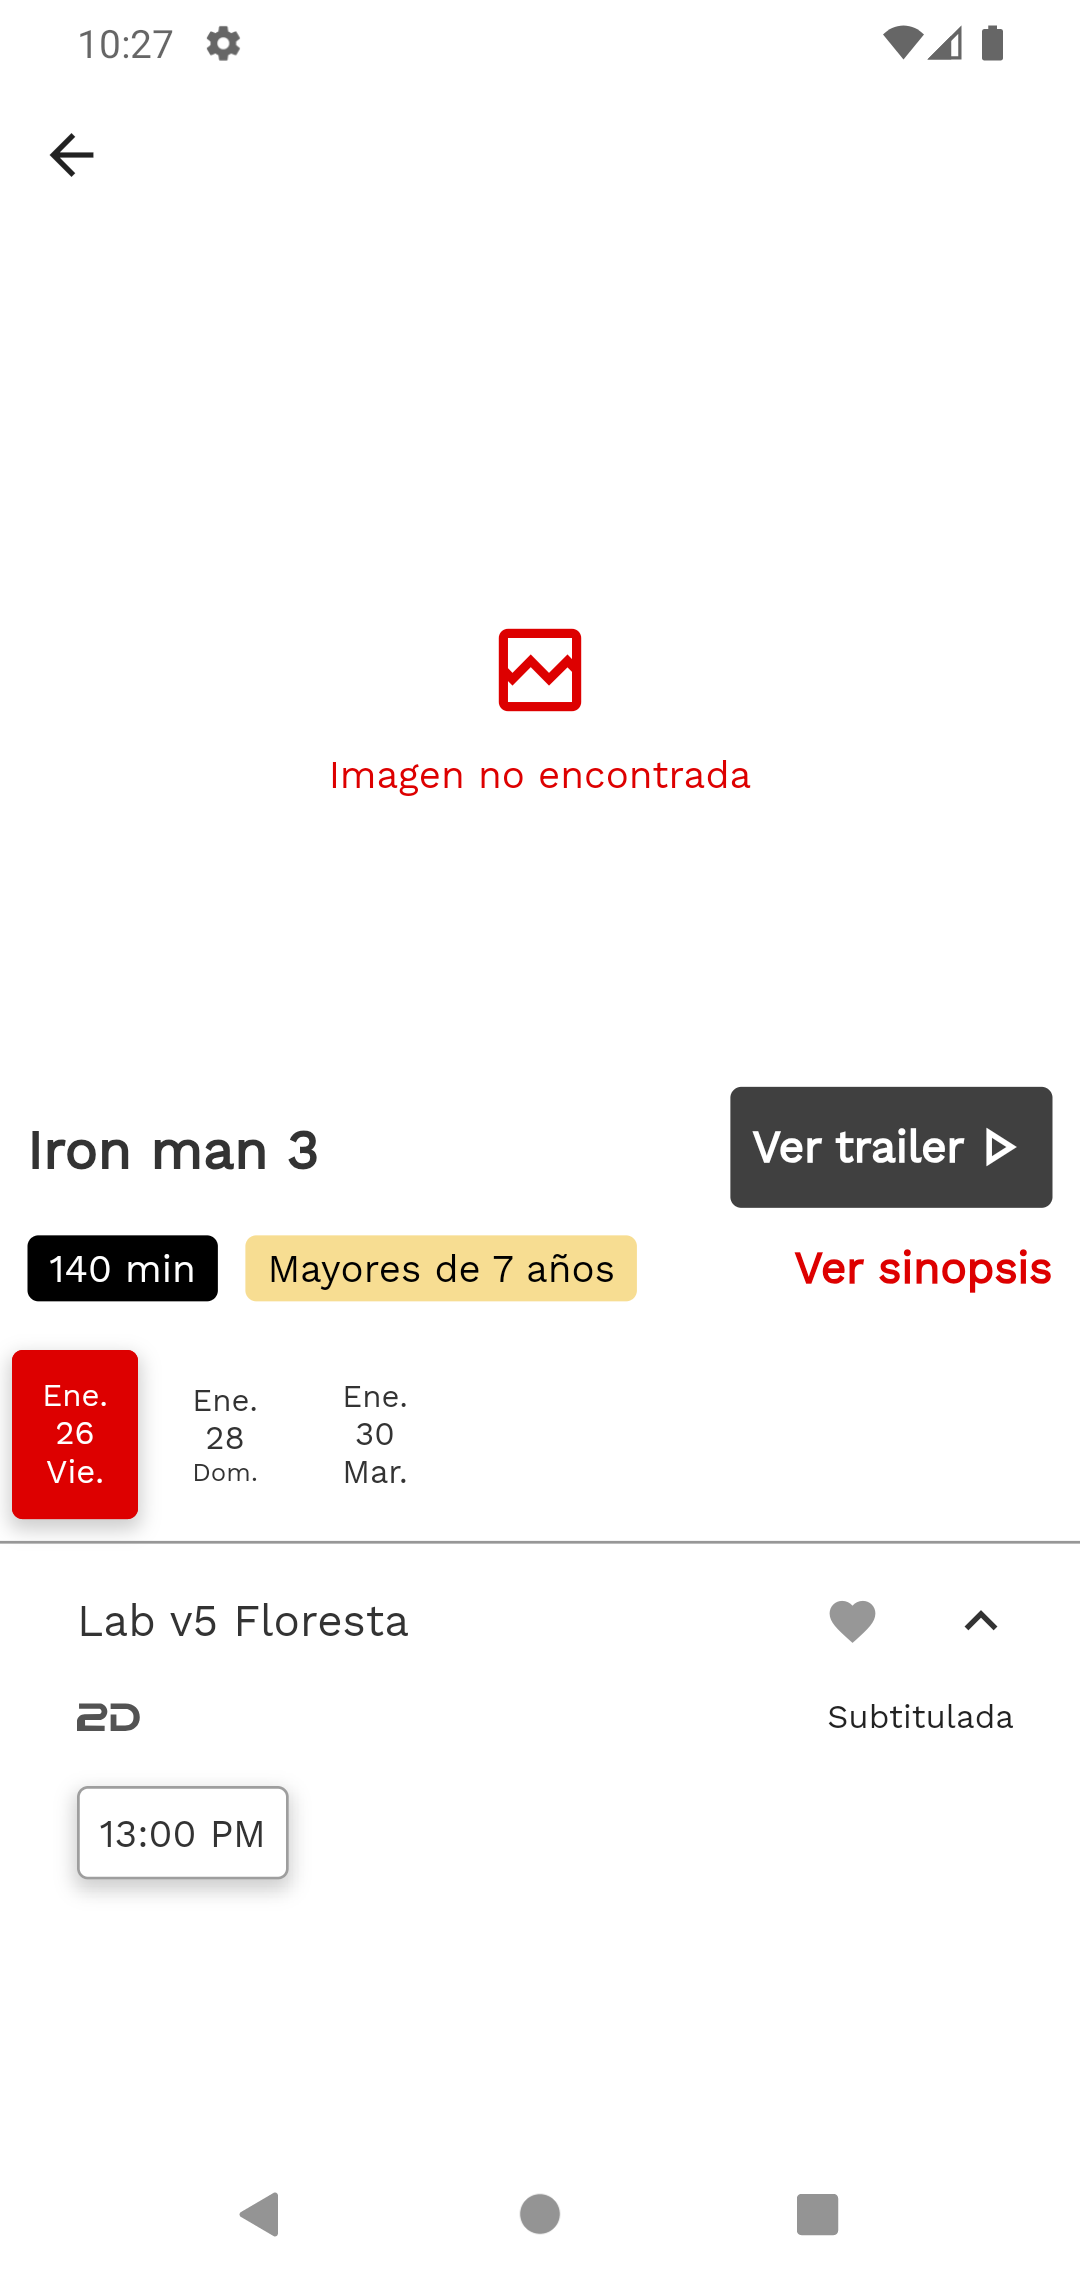 10:27
Imagen no encontrada
Iron man 3
Ver trailer
140 min
Mayores de 7 años
Ver sinopsis
Ene.
26
Vie.
Ene.
28
Dom.
Ene.
30
Mar.
Lab v5 Floresta
2D
Subtitulada
13:00 PM